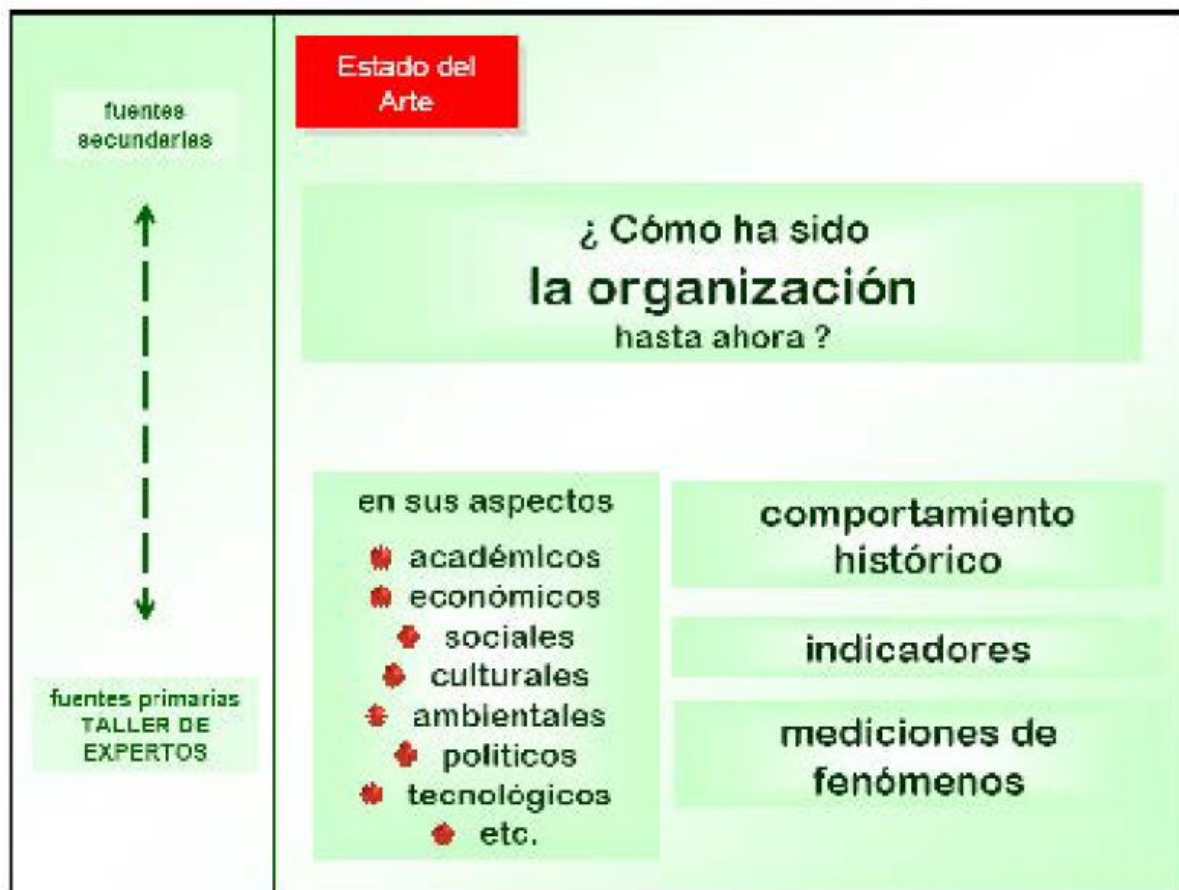 fuentes
secundarias
fuentes primarias
TALLER DE
EXPERTOS
Estado del
Arte
¿ Cómo ha sido
la organización
hasta ahora ?
en sus aspectos
académicos
económicos
sociales
culturales
ambientales
políticos
tecnológicos
etc.
comportamiento
histórico
indicadores
mediciones de
fenómenos